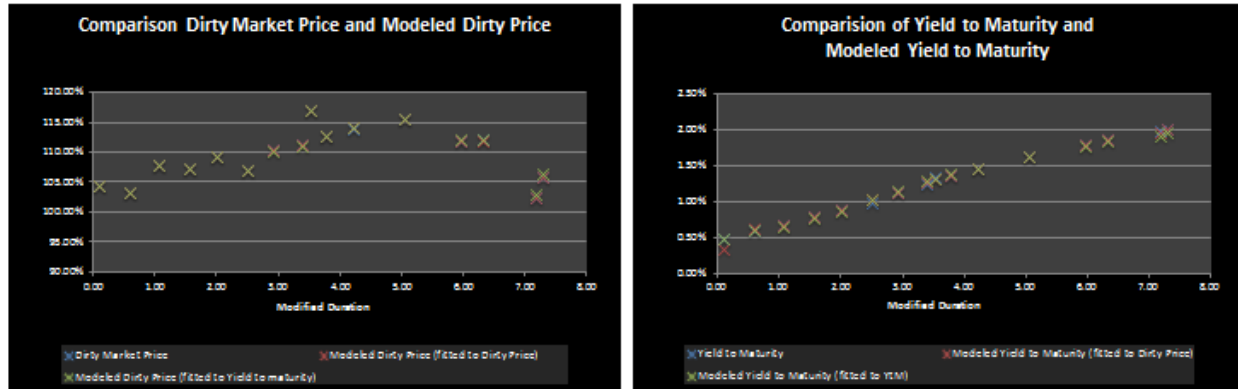 Comparison Dirty Market Price and Modeled Dirty Price
120.00%
115.00%
110.00%
105.00%
100.00%
95.00%
90.00%
0.00 1.00 2.00 3.00 4.00 5.00 6.00 7.00 8.00
Modified Duration
Dirty Market Price Modeled Dirty Price (fitted to Dirty Price)
Modeled Dirty Price (fitted to Yield to maturity)
Comparision of Yield to Maturity and
Modeled Yield to Maturity
2.50%
2.00%
1.50%
1.00%
0.50%
0.00%
0.00 1.00 2.00 3.00 4.00 5.00 6.00 7.00 8.00
Modified Duration
Yield to Maturity Modeled Yield to Maturity (fitted to Dirty Price)
Modeled Yield to Maturity (fitted to YtM)